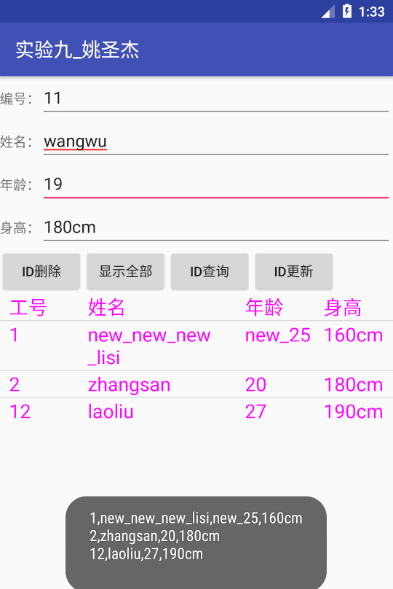 1:33
实验九_姚圣杰
编号： 11
姓名： wangwu
年龄： 19
身高： 180cm
ID删除 显示全部 ID查询 ID更新
工号 姓名 年龄 身高
1 new_new_new new_25 160cm
_lisi
2 zhangsan 20 180cm
12 laoliu 27 190cm
1,new_new_new_lisi,new_25,160cm
2,zhangsan,20,180cm
12,laoliu,27,190cm